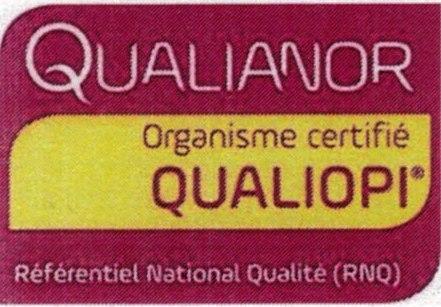 QUALIANOR
Organisme certifié
QUALIOPI®
Référentiel National Qualité (RNQ)